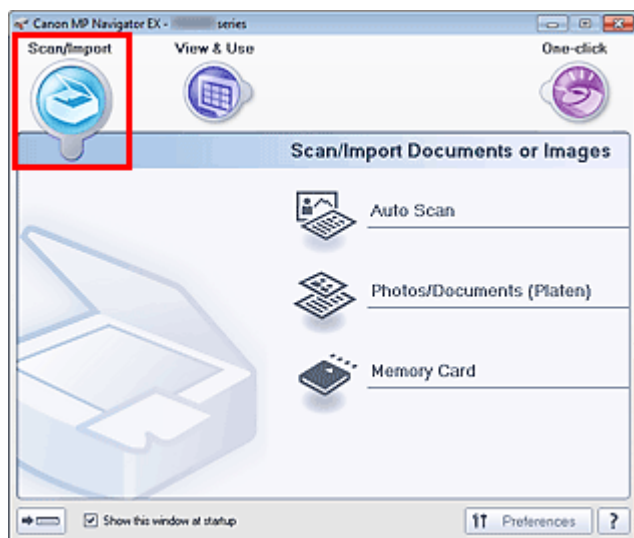 Canon MP Navigator EX - series
Scan/Import
View & Use
One-click
Scan/Import Documents or Images
Auto Scan
Photos/Documents (Platen)
Memory Card
Show this window at startup
Preferences
?